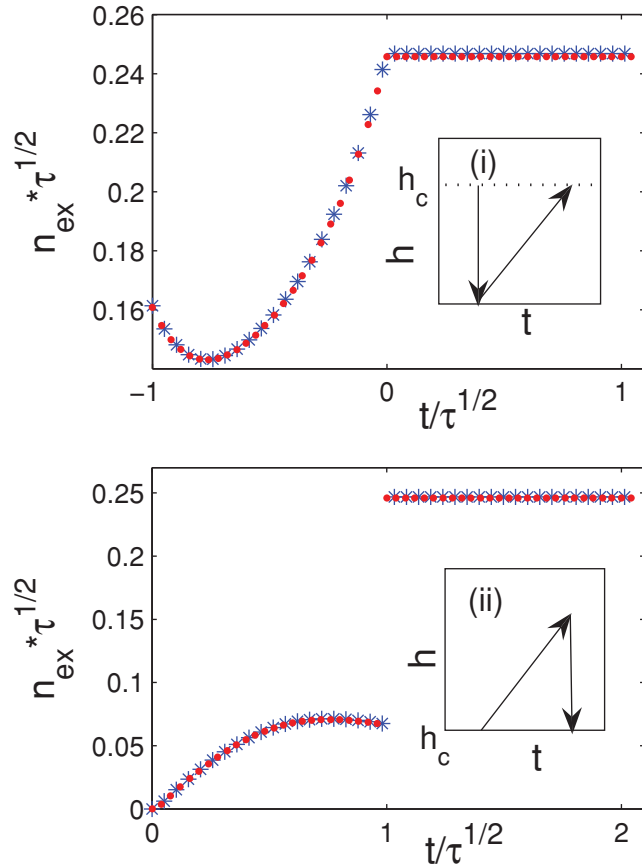 0.26
0.24
0.22
0.2
0.18
0.16
n_ex*τ^1/2
(i)
h_c
h
t
−1 0 1
t/τ^1/2
0.25
0.2
0.15
0.1
0.05
0
n_ex*τ^1/2
(ii)
h
h_c
t
0 1 2
t/τ^1/2